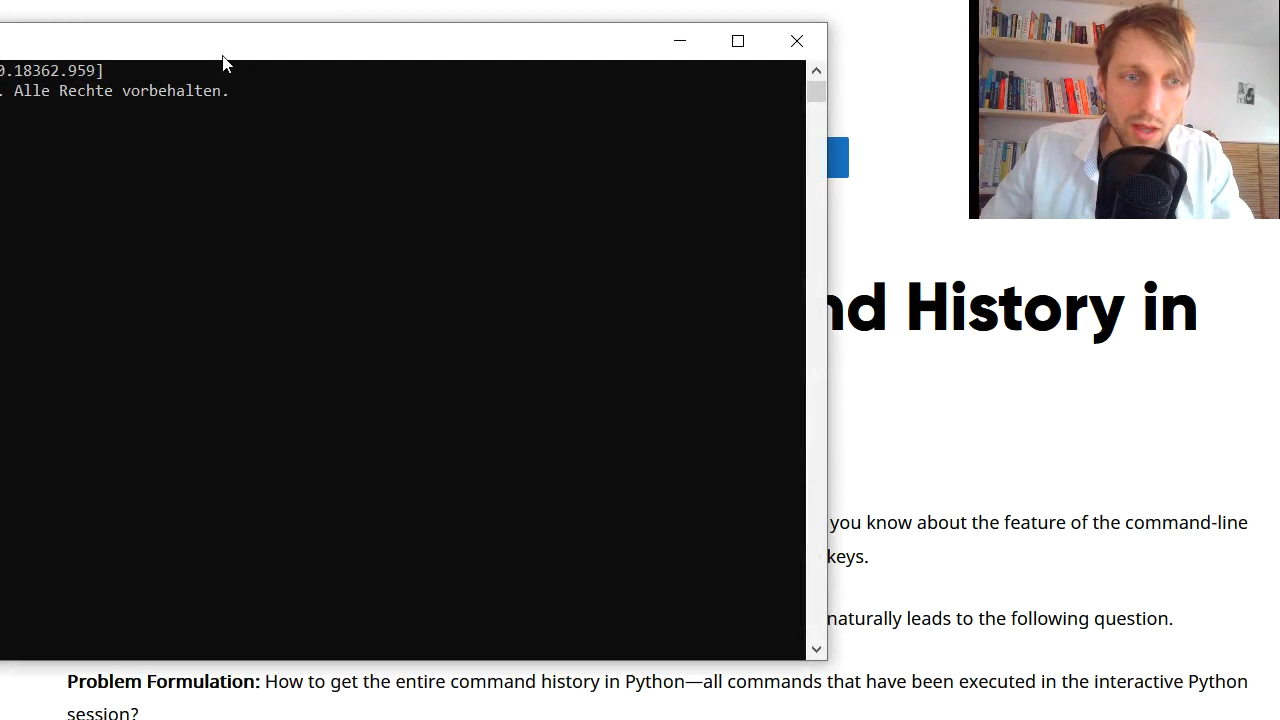 0.18362.959]
. Alle Rechte vorbehalten.
nd History in
you know about the feature of the command-line
keys.
naturally leads to the following question.
Problem Formulation: How to get the entire command history in Python—all commands that have been executed in the interactive Python
session?